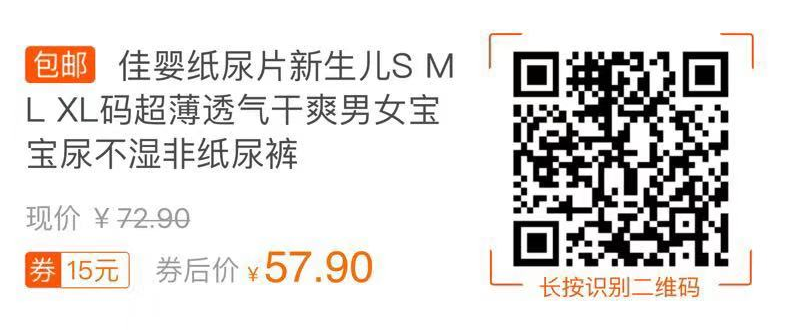 包邮 佳婴纸尿片新生儿S M
L XL码超薄透气干爽男女宝
宝尿不湿非纸尿裤
现价 ¥72.90
券 15元 券后价 ¥57.90
长按识别二维码